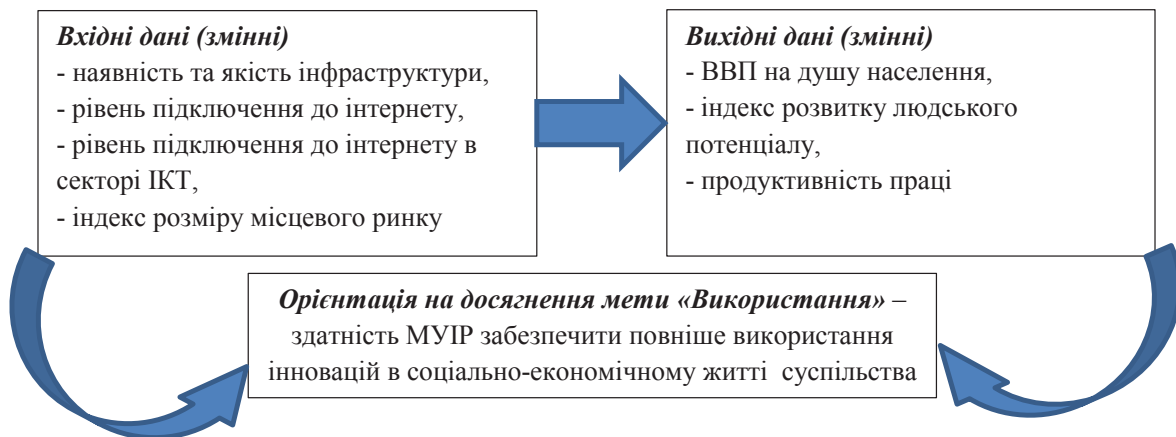 Вхідні дані (змінні)
- наявність та якість інфраструктури,
- рівень підключення до інтернету,
- рівень підключення до інтернету в
секторі ІКТ,
- індекс розміру місцевого ринку
Вихідні дані (змінні)
- ВВП на душу населення,
- індекс розвитку людського
потенціалу,
- продуктивність праці
Орієнтація на досягнення мети «Використання» –
здатність МУІР забезпечити повніше використання
інновацій в соціально-економічному житті суспільства